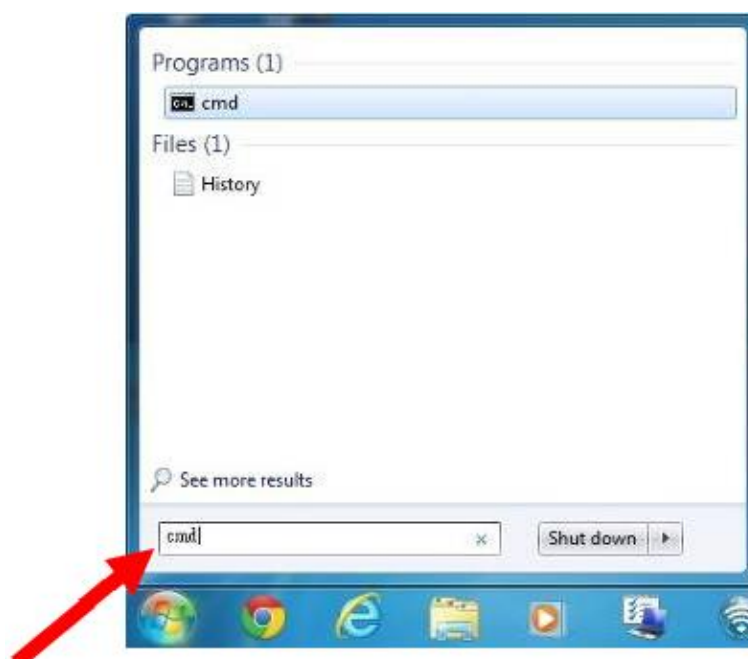 Programs (1)
cmd
Files (1)
History
See more results
cmd
Shut down